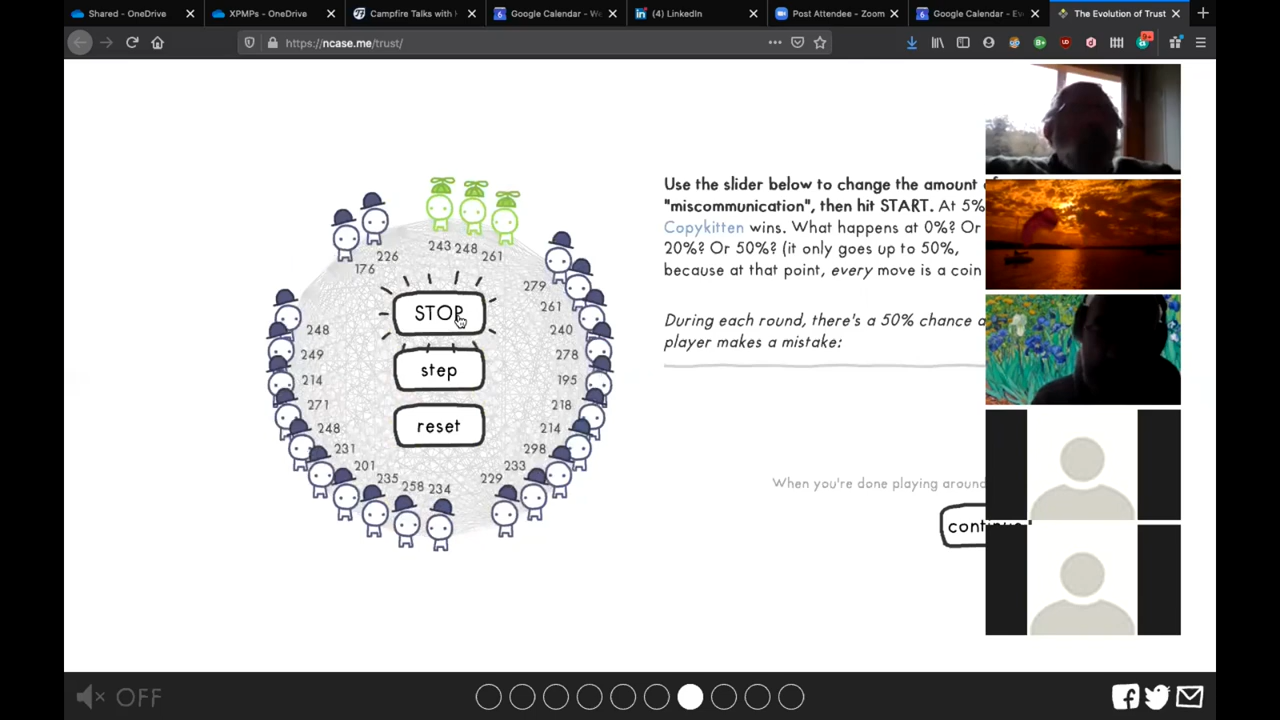 Shared - OneDrive
XPMPs - OneDrive
Campfire Talks with
Google Calendar - We
(4) LinkedIn
Post Attendee - Zoom
Google Calendar - Eve
The Evolution of Trust
https://ncase.me/trust/
9+
Use the slider below to change the amount
"miscommunication", then hit START. At 5%
Copykitten wins. What happens at 0%? Or
20%? Or 50%? (it only goes up to 50%,
because at that point, every move is a coin
During each round, there's a 50% chance a
player makes a mistake:
243 248 261
226
176
279
261
240
278
195
218
214
298
233
229
234
258
235
201
231
248
271
214
249
248
STOP
step
reset
When you're done playing around
continue
OFF